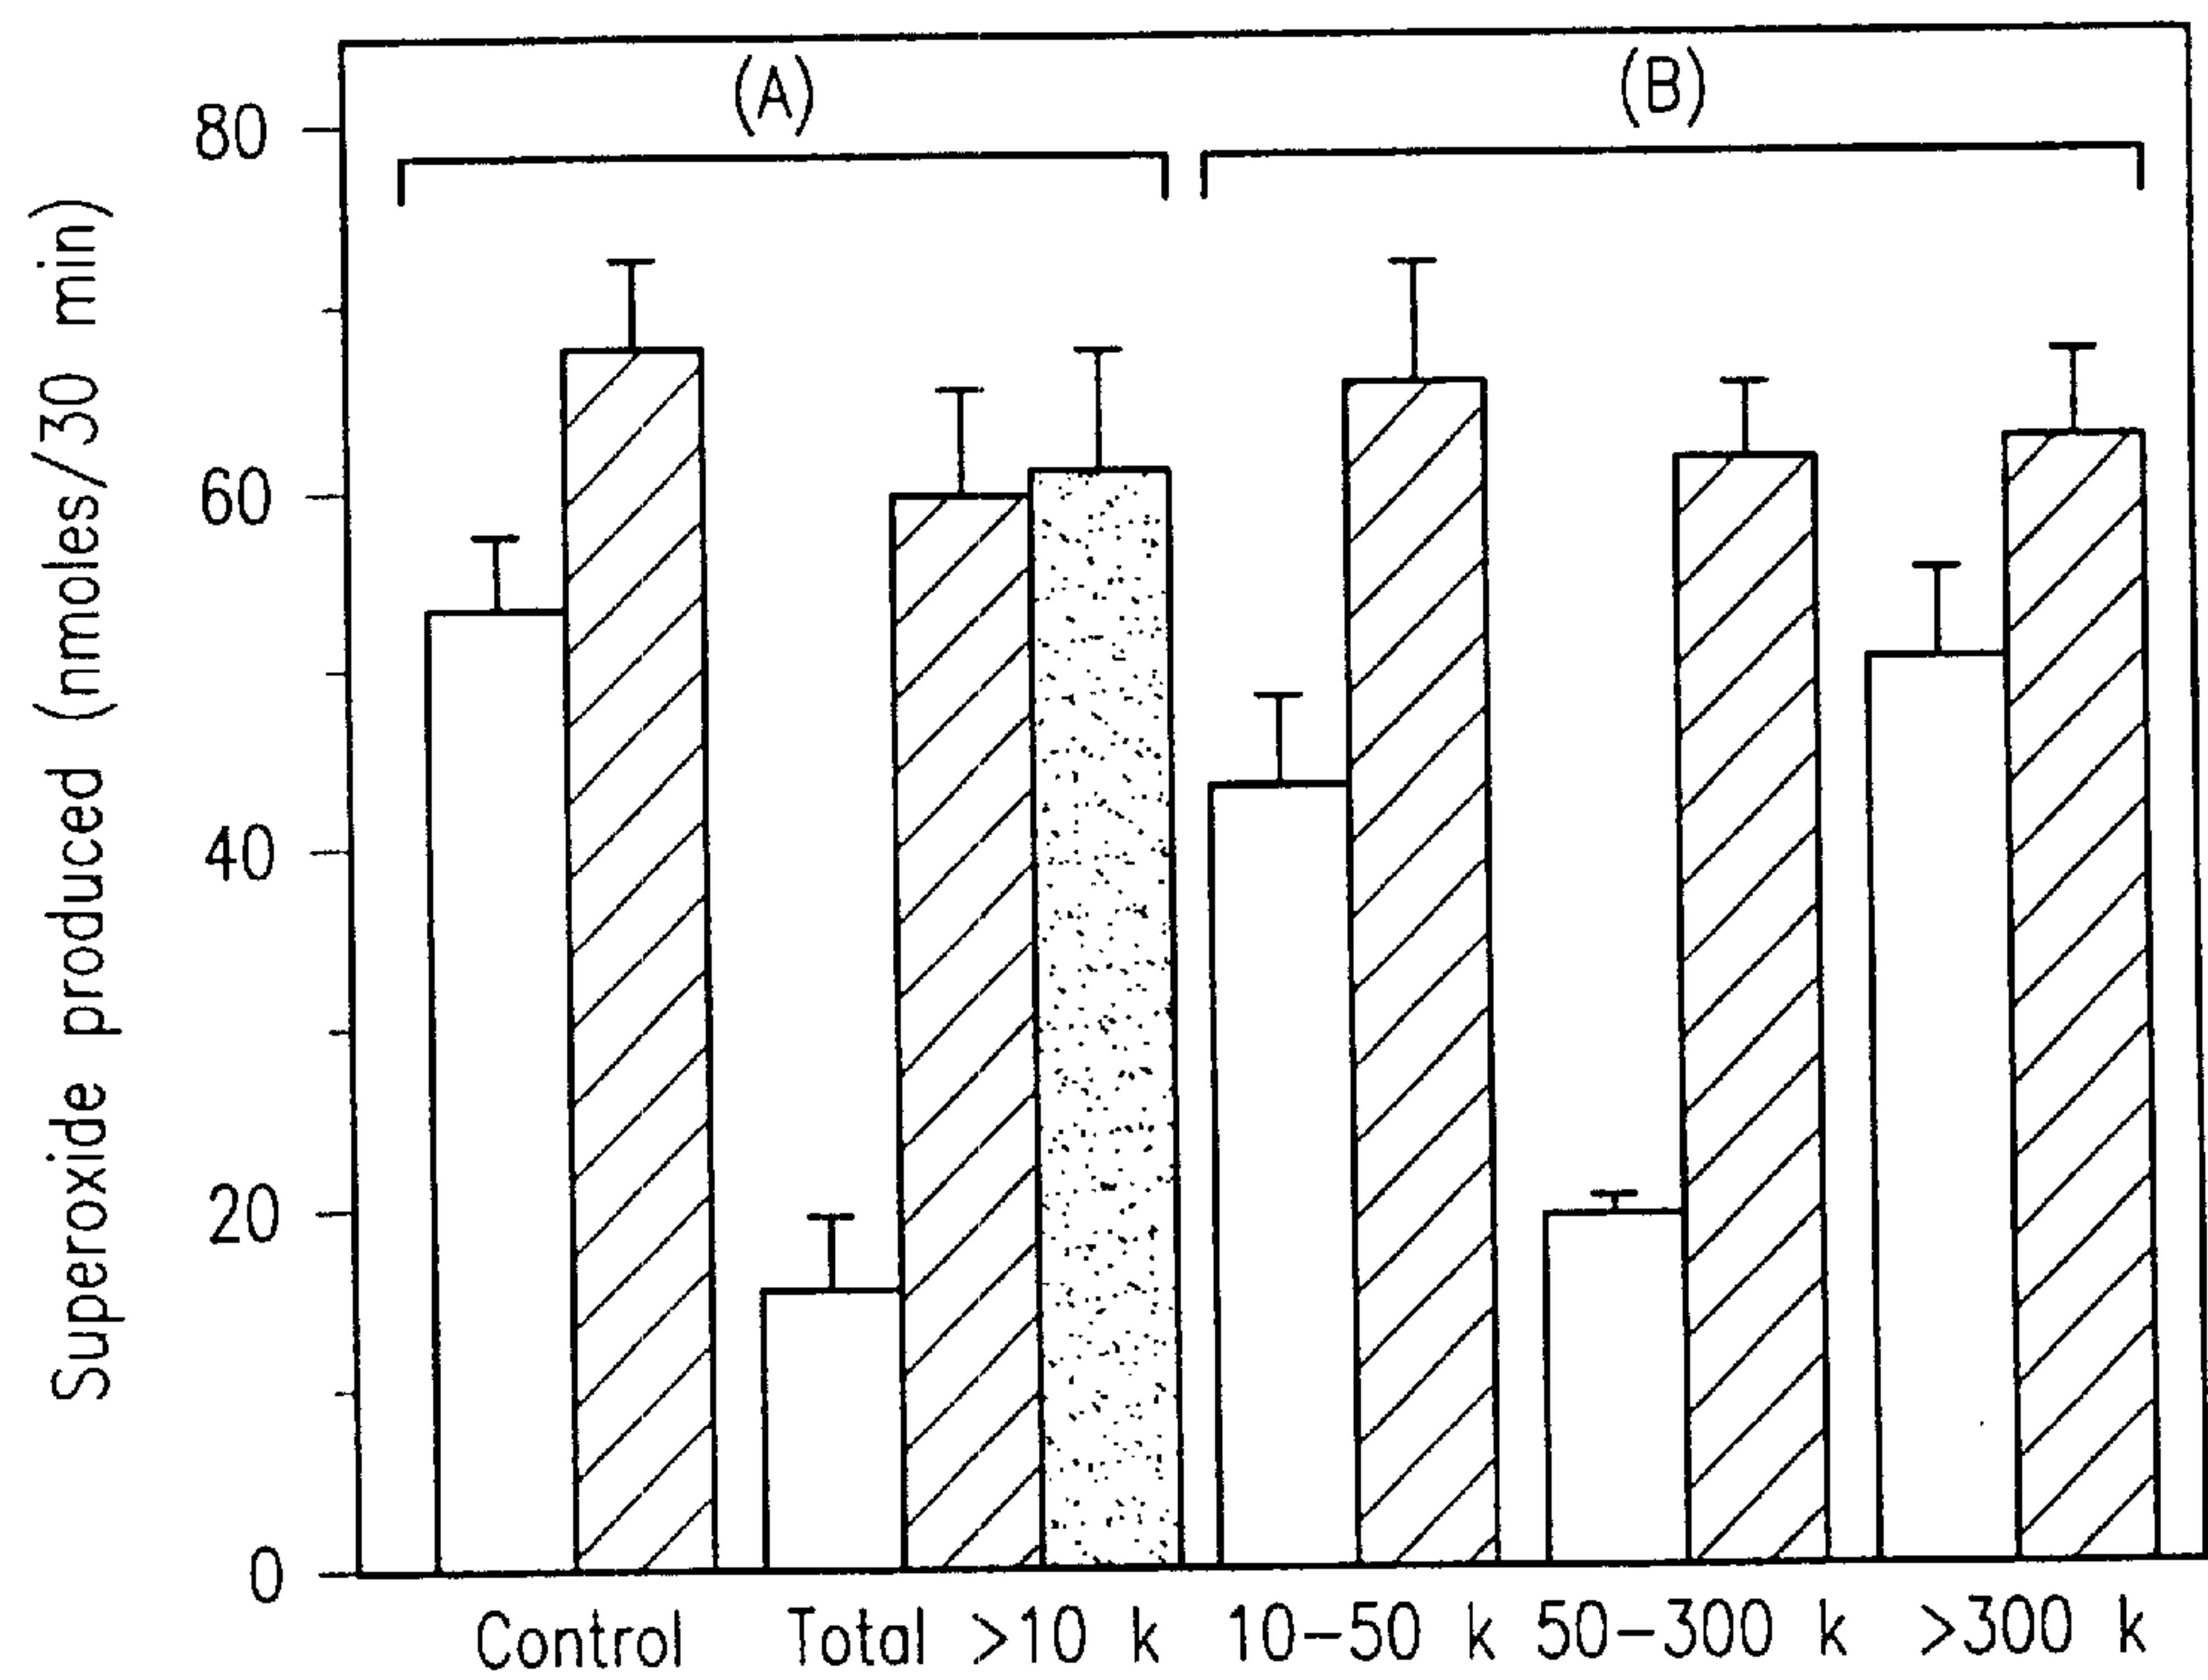 (A) (B)
80
60
40
20
0
Superoxide produced (nmoles/30 min)
Control Total >10 k 10-50 k 50-300 k >300 k